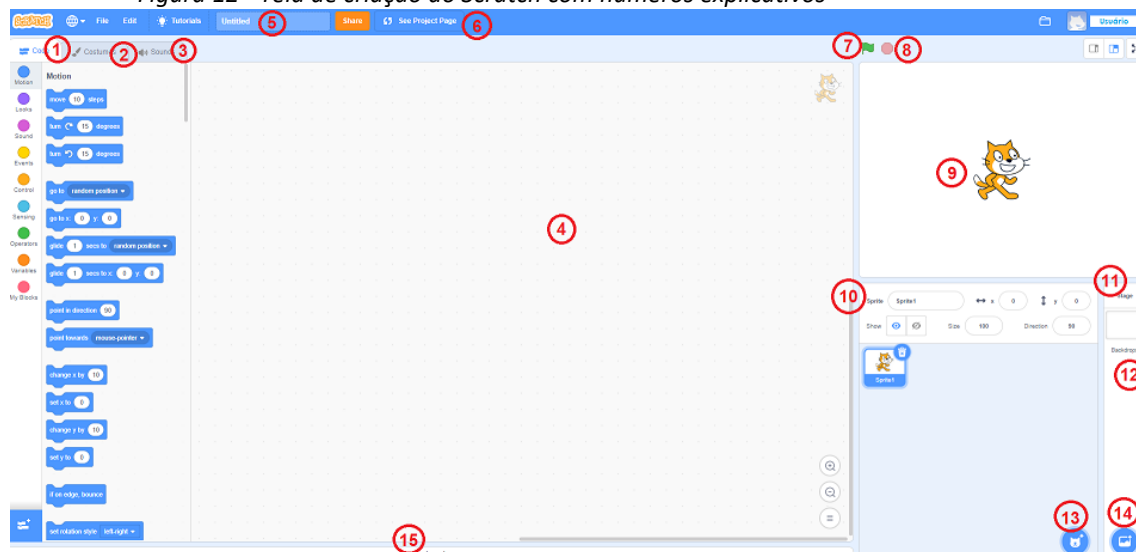 Figura 12 - Tela de criação do Scratch com números explicativos
SCRATCH File Edit Tutorials Untitled 5 Share See Project Page 6 Usuário
1 Costumes 2 Sound 3 7 8
Motion
Motion
move 10 steps
Looks
turn 15 degrees
Sound
turn 15 degrees
Events
Control
go to random position
Sensing
go to x: 0 y: 0
Operators
glide 1 secs to random position
Variables
glide 1 secs to x: 0 y: 0
My Blocks
point in direction 90
point towards mouse-pointer
change x by 10
set x to 0
change y by 10
set y to 0
if on edge, bounce
set rotation style left-right
4
9
10 Sprite Sprite1 x 0 y 0
Show Size 100 Direction 90
Sprite1
11
Stage
12
13
14
15